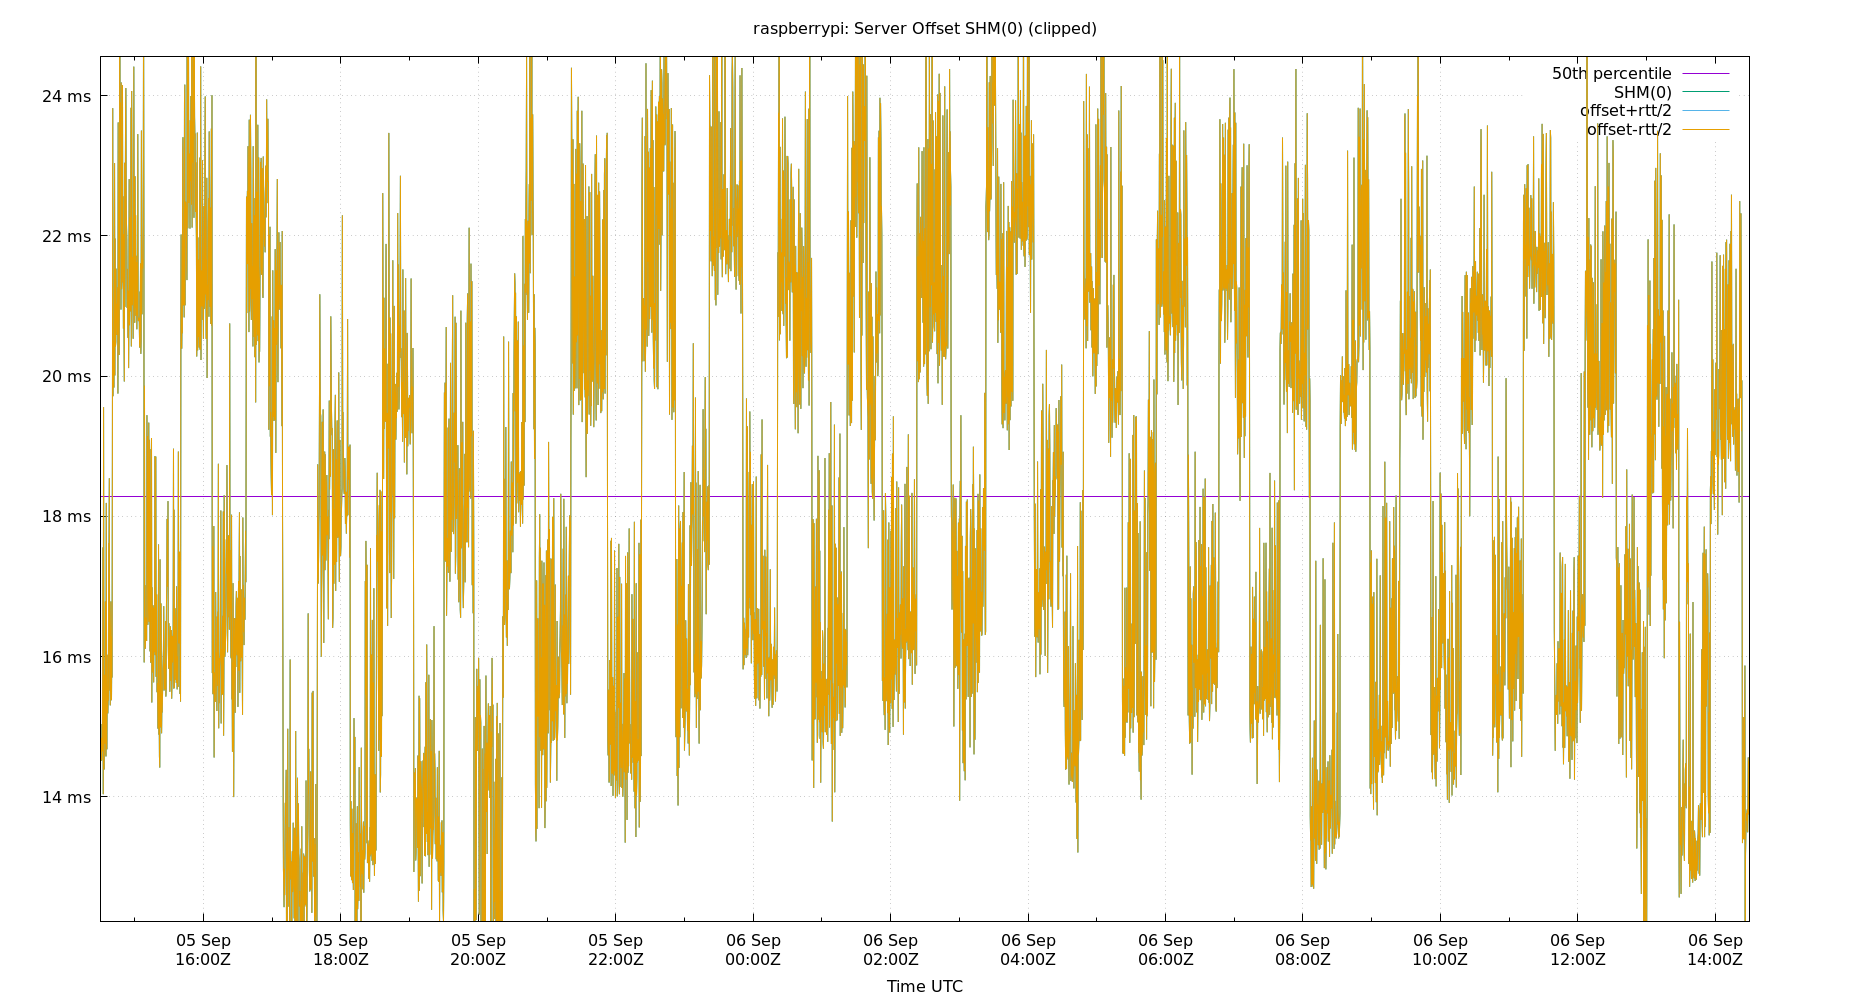 raspberrypi: Server Offset SHM(0) (clipped)
50th percentile
SHM(0)
offset+rtt/2
offset-rtt/2
24 ms
22 ms
20 ms
18 ms
16 ms
14 ms
05 Sep 05 Sep 05 Sep 05 Sep 06 Sep 06 Sep 06 Sep 06 Sep 06 Sep 06 Sep 06 Sep 06 Sep
16:00Z 18:00Z 20:00Z 22:00Z 00:00Z 02:00Z 04:00Z 06:00Z 08:00Z 10:00Z 12:00Z 14:00Z
Time UTC